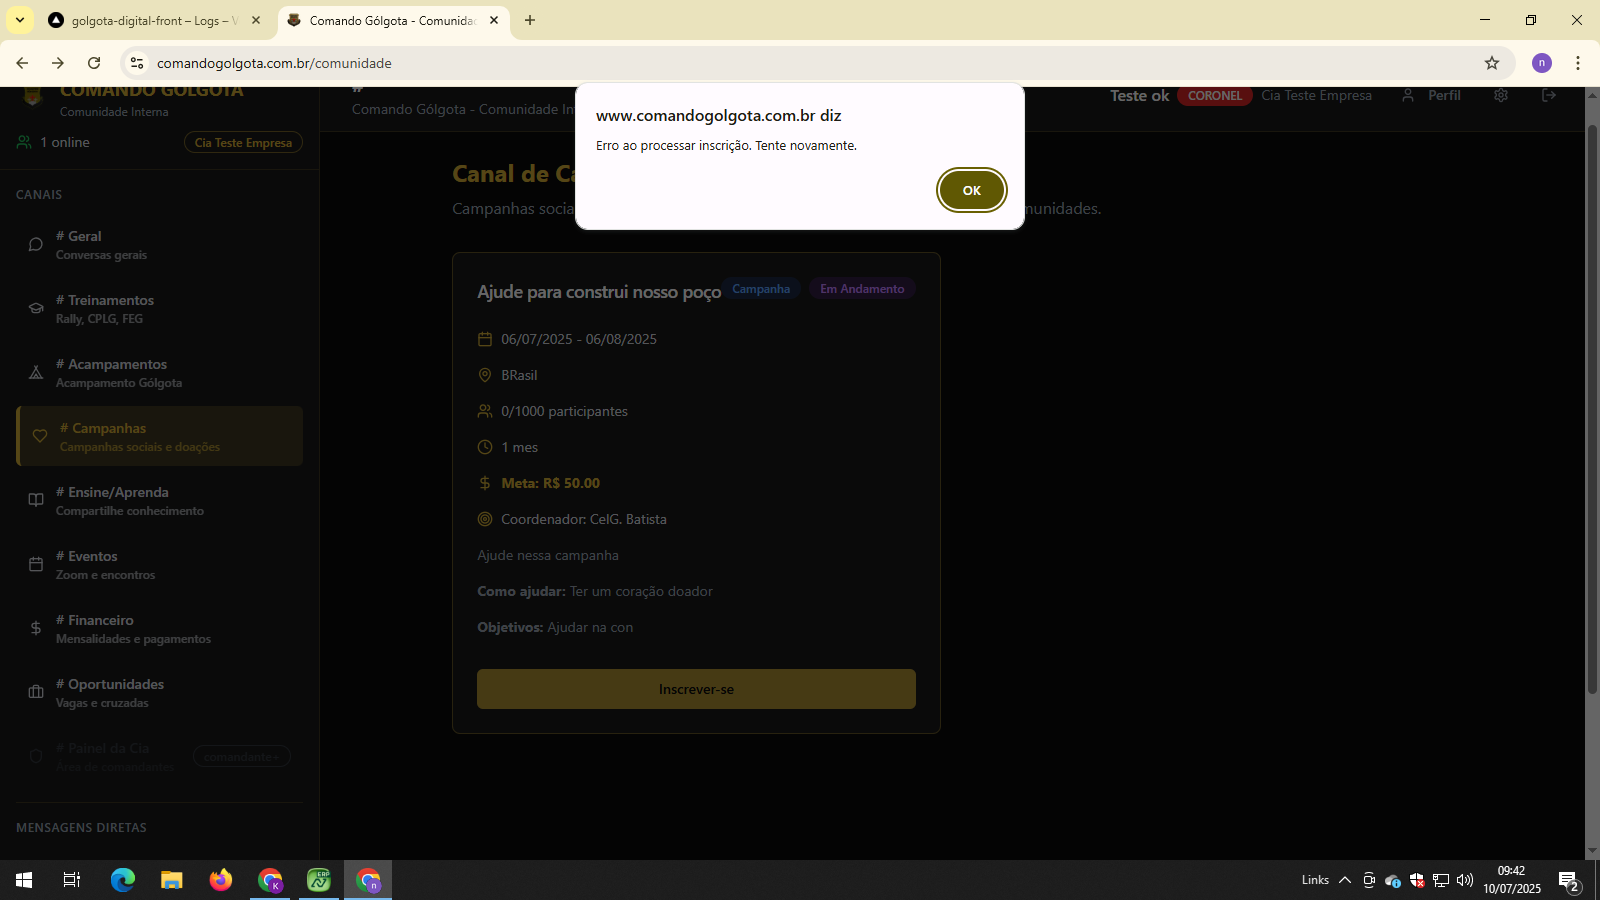 golgota-digital-front – Logs – V
Comando Gólgota - Comunidad
comandogolgota.com.br/comunidade
n
COMANDO GÓLGOTA
Comunidade Interna
1 online
Cia Teste Empresa
CANAIS
# Geral
Conversas gerais
# Treinamentos
Rally, CPLG, FEG
# Acampamentos
Acampamento Gólgota
# Campanhas
Campanhas sociais e doações
# Ensine/Aprenda
Compartilhe conhecimento
# Eventos
Zoom e encontros
# Financeiro
Mensalidades e pagamentos
# Oportunidades
Vagas e cruzadas
# Painel da Cia
Área de comandantes
comandante+
MENSAGENS DIRETAS
#
Comando Gólgota - Comunidade In
Teste ok
CORONEL
Cia Teste Empresa
Perfil
www.comandogolgota.com.br diz
Erro ao processar inscrição. Tente novamente.
OK
Canal de Ca
Campanhas socia
munidades.
Ajude para construi nosso poço
Campanha
Em Andamento
06/07/2025 - 06/08/2025
BRasil
0/1000 participantes
1 mes
Meta: R$ 50.00
Coordenador: CelG. Batista
Ajude nessa campanha
Como ajudar: Ter um coração doador
Objetivos: Ajudar na con
Inscrever-se
K
ERP
n
Links
09:42
10/07/2025
2